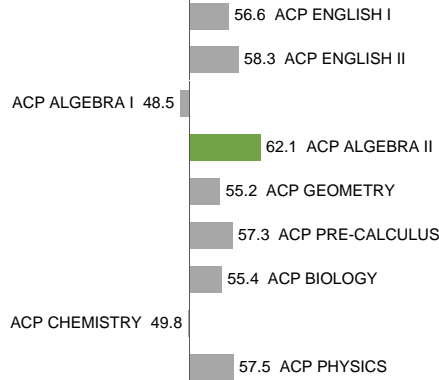 56.6 ACP ENGLISH I
58.3 ACP ENGLISH II
ACP ALGEBRA I 48.5
62.1 ACP ALGEBRA II
55.2 ACP GEOMETRY
57.3 ACP PRE-CALCULUS
55.4 ACP BIOLOGY
ACP CHEMISTRY 49.8
57.5 ACP PHYSICS